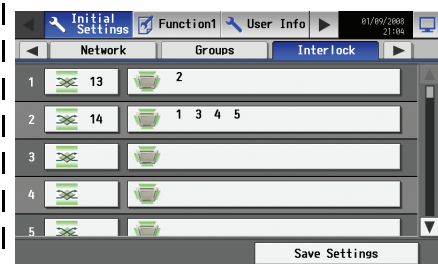 Initial Settings Function1 User Info 01/09/2008 21:04
Network Groups Interlock
1 13 2
2 14 1 3 4 5
3
4
5
Save Settings